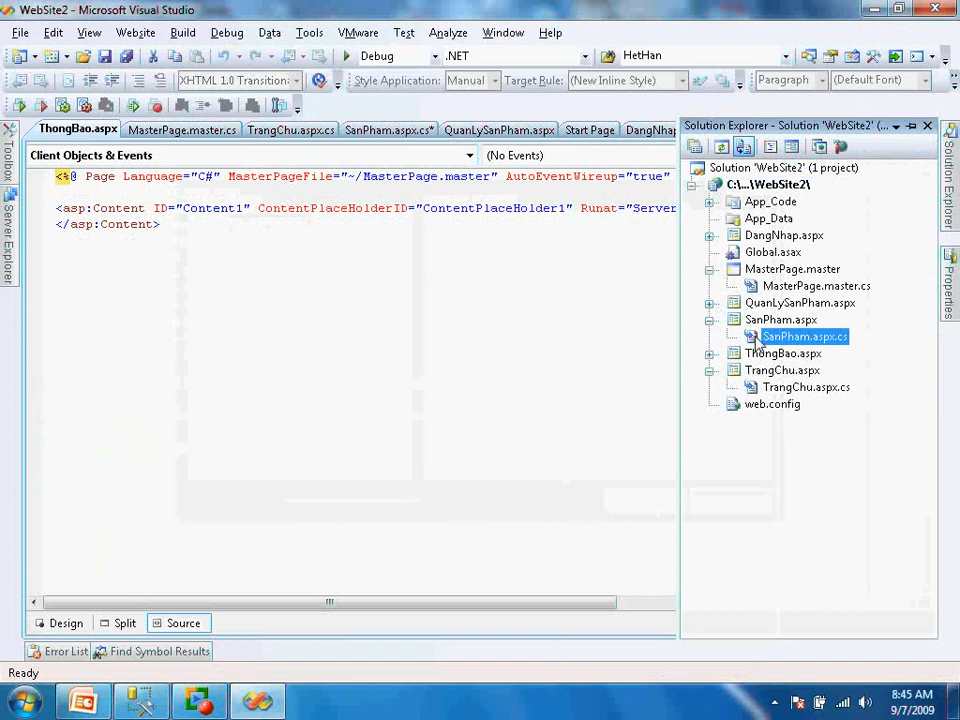 WebSite2 - Microsoft Visual Studio
File Edit View Website Build Debug Data Tools VMware Test Analyze Window Help
Debug .NET HetHan
XHTML 1.0 Transition Style Application: Manual Target Rule: (New Inline Style) Paragraph (Default Font)
ThongBao.aspx MasterPage.master.cs TrangChu.aspx.cs SanPham.aspx.cs* QuanLySanPham.aspx Start Page DangNhap
Client Objects & Events (No Events)
<%@ Page Language="C#" MasterPageFile="~/MasterPage.master" AutoEventWireup="true"
<asp:Content ID="Content1" ContentPlaceHolderID="ContentPlaceHolder1" Runat="Server
</asp:Content>
Toolbox
Server Explorer
Solution Explorer - Solution 'WebSite2' (...
Solution 'WebSite2' (1 project)
C:\...\WebSite2\
App_Code
App_Data
DangNhap.aspx
Global.asax
MasterPage.master
MasterPage.master.cs
QuanLySanPham.aspx
SanPham.aspx
SanPham.aspx.cs
ThongBao.aspx
TrangChu.aspx
TrangChu.aspx.cs
web.config
Solution Explorer
Properties
Design Split Source
Error List Find Symbol Results
Ready
8:45 AM
9/7/2009